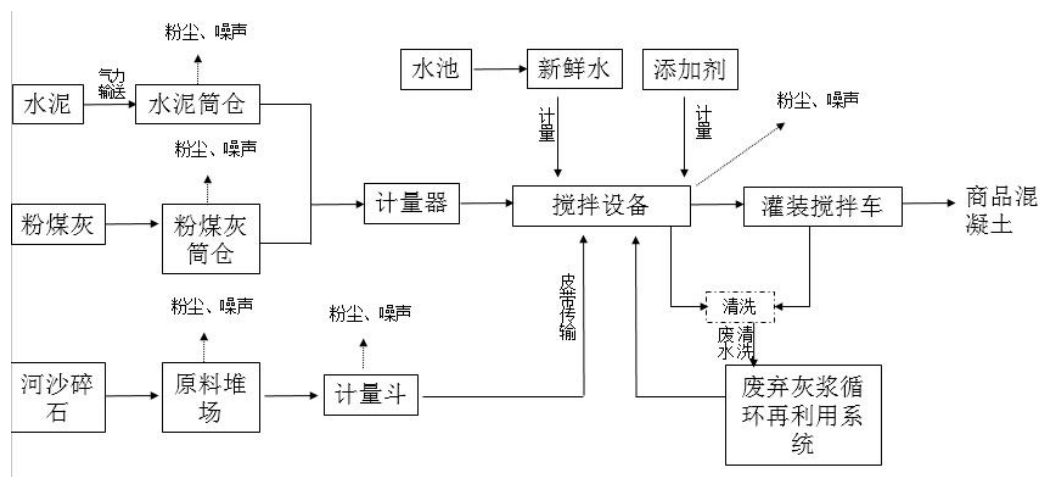 粉尘、噪声
水池
新鲜水
添加剂
气力
输送
水泥
水泥筒仓
计量
计量
粉尘、噪声
粉尘、噪声
粉煤灰
粉煤灰
筒仓
计量器
搅拌设备
灌装搅拌车
商品混
凝土
粉尘、噪声
粉尘、噪声
皮带传输
清洗
废清
水洗
河沙碎
石
原料堆
场
计量斗
废弃灰浆循
环再利用系
统